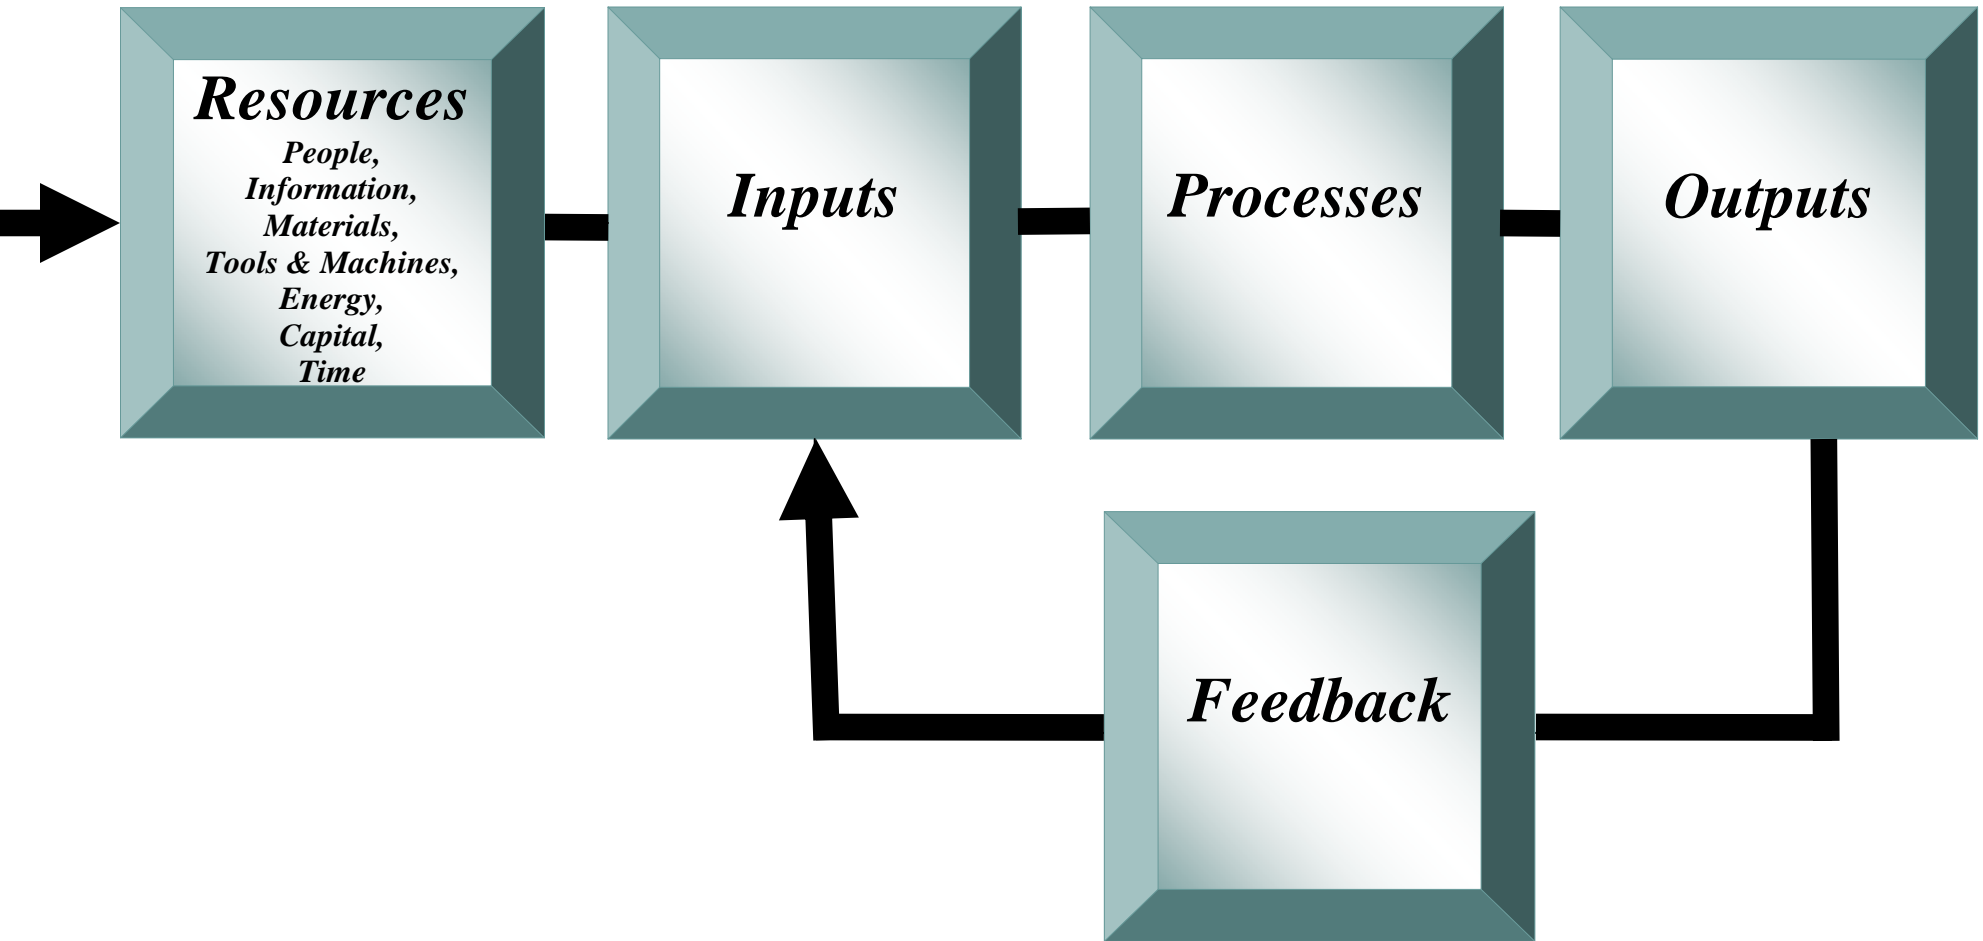 Resources
People,
Information,
Materials,
Tools & Machines,
Energy,
Capital,
Time
Inputs
Processes
Outputs
Feedback